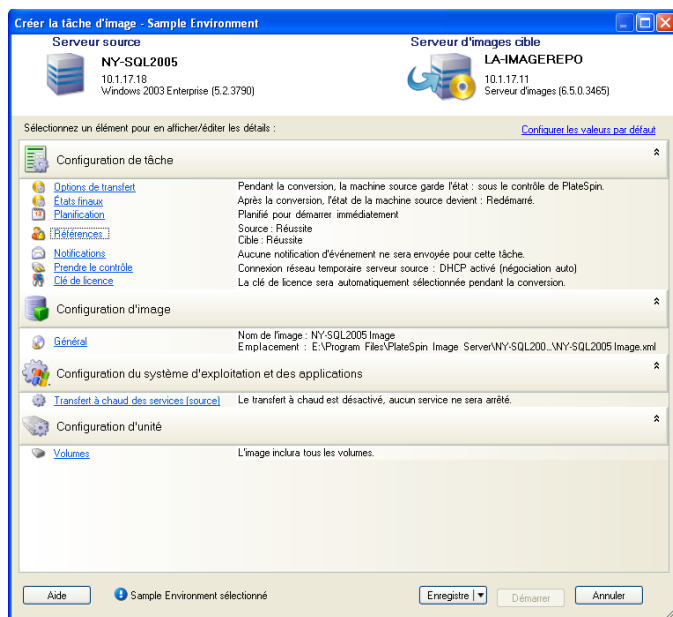 Créer la tâche d'image - Sample Environment
Serveur source
Serveur d'images cible
NY-SQL2005
10.1.17.18
Windows 2003 Enterprise (5.2.3790)
LA-IMAGEREPO
10.1.17.11
Serveur d'images (6.5.0.3465)
Sélectionnez un élément pour en afficher/éditer les détails :
Configurer les valeurs par défaut
Configuration de tâche
Options de transfert Pendant la conversion, la machine source garde l'état : sous le contrôle de PlateSpin.
États finaux Après la conversion, l'état de la machine source devient : Redémarré.
Planification Planifié pour démarrer immédiatement
Références Source : Réussite
Cible : Réussite
Notifications Aucune notification d'événement ne sera envoyée pour cette tâche.
Prendre le contrôle Connexion réseau temporaire serveur source : DHCP activé (négociation auto)
Clé de licence La clé de licence sera automatiquement sélectionnée pendant la conversion.
Configuration d'image
Général Nom de l'image : NY-SQL2005 Image
Emplacement : E:\Program Files\PlateSpin Image Server\NY-SQL200...\NY-SQL2005 Image.xml
Configuration du système d'exploitation et des applications
Transfert à chaud des services (source) Le transfert à chaud est désactivé, aucun service ne sera arrêté.
Configuration d'unité
Volumes L'image inclura tous les volumes.
Aide
Sample Environment sélectionné
Enregistre
Démarrer
Annuler